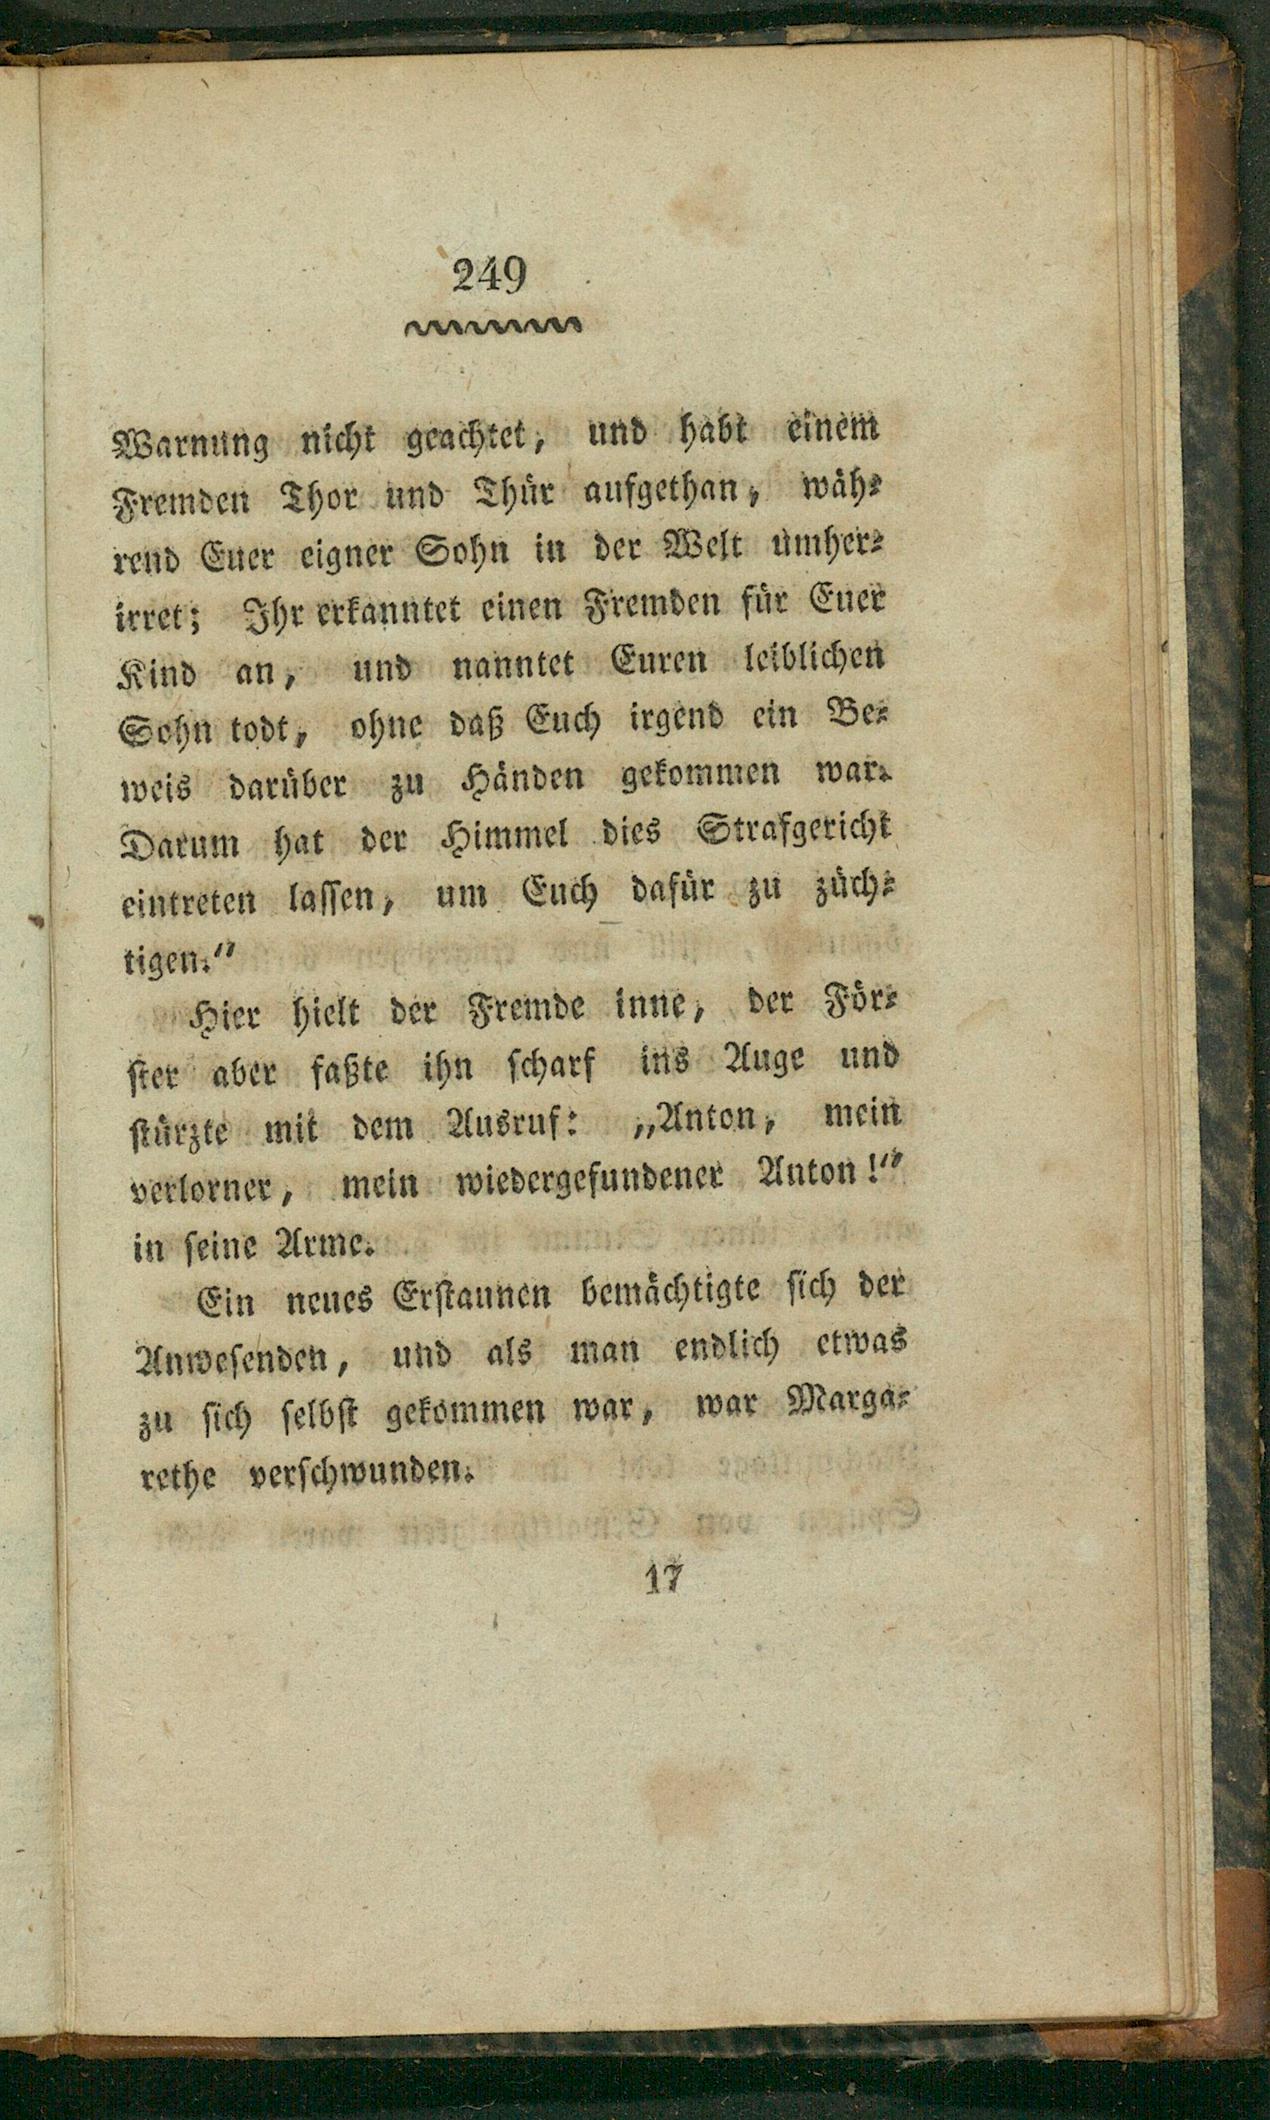 249
Warnung nicht geachtet, und habt einem
Fremden Thor und Thür aufgethan, wäh-
rend Euer eigner Sohn in der Welt umher-
irret; Ihr erkanntet einen Fremden für Euer
Kind an, und nanntet Euren leiblichen
Sohn todt, ohne daß Euch irgend ein Be-
weis darüber zu Händen gekommen war.
Darum hat der Himmel dies Strafgericht
eintreten lassen, um Euch dafür zu züch-
tigen.“
Hier hielt der Fremde inne, der För-
ster aber faßte ihn scharf ins Auge und
stürzte mit dem Ausruf: „Anton, mein
verlorner, mein wiedergefundener Anton!“
in seine Arme.
Ein neues Erstaunen bemächtigte sich der
Anwesenden, und als man endlich etwas
zu sich selbst gekommen war, war Marga-
rethe verschwunden.
17